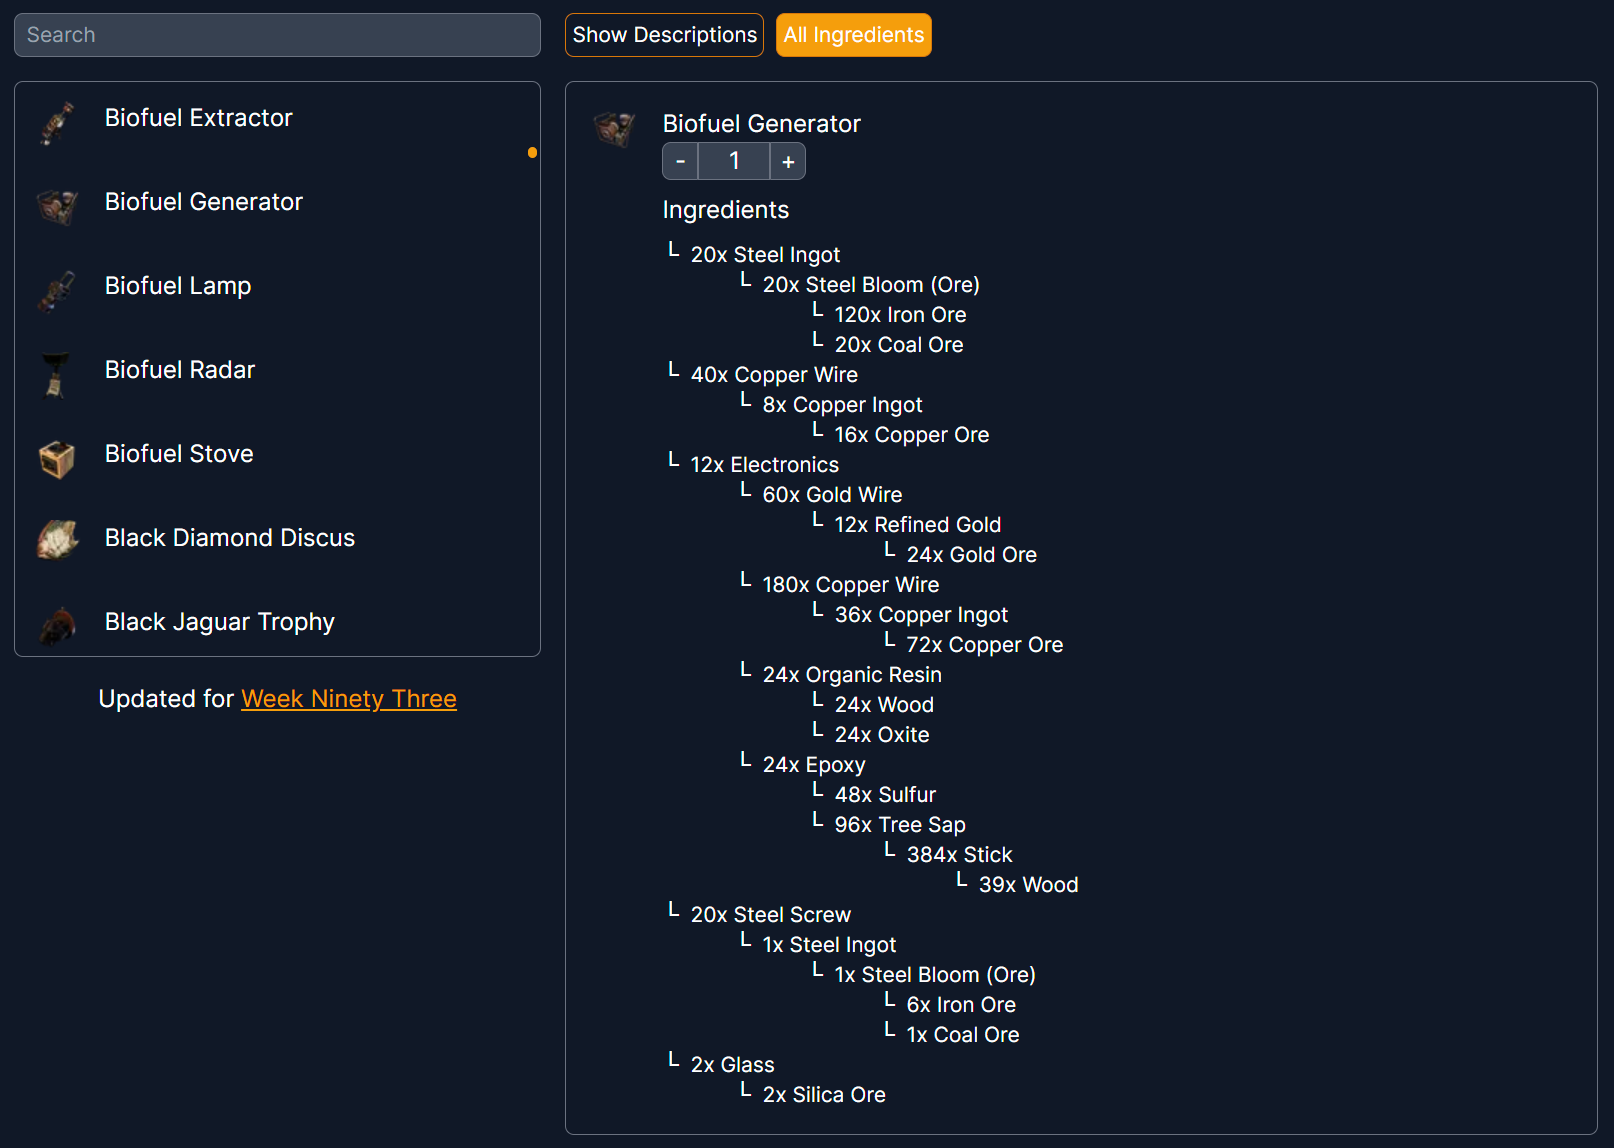 Search
Show Descriptions
All Ingredients
Biofuel Extractor
Biofuel Generator
Biofuel Lamp
Biofuel Radar
Biofuel Stove
Black Diamond Discus
Black Jaguar Trophy
Updated for Week Ninety Three
Biofuel Generator
- 1 +
Ingredients
└ 20x Steel Ingot
└ 20x Steel Bloom (Ore)
└ 120x Iron Ore
└ 20x Coal Ore
└ 40x Copper Wire
└ 8x Copper Ingot
└ 16x Copper Ore
└ 12x Electronics
└ 60x Gold Wire
└ 12x Refined Gold
└ 24x Gold Ore
└ 180x Copper Wire
└ 36x Copper Ingot
└ 72x Copper Ore
└ 24x Organic Resin
└ 24x Wood
└ 24x Oxite
└ 24x Epoxy
└ 48x Sulfur
└ 96x Tree Sap
└ 384x Stick
└ 39x Wood
└ 20x Steel Screw
└ 1x Steel Ingot
└ 1x Steel Bloom (Ore)
└ 6x Iron Ore
└ 1x Coal Ore
└ 2x Glass
└ 2x Silica Ore